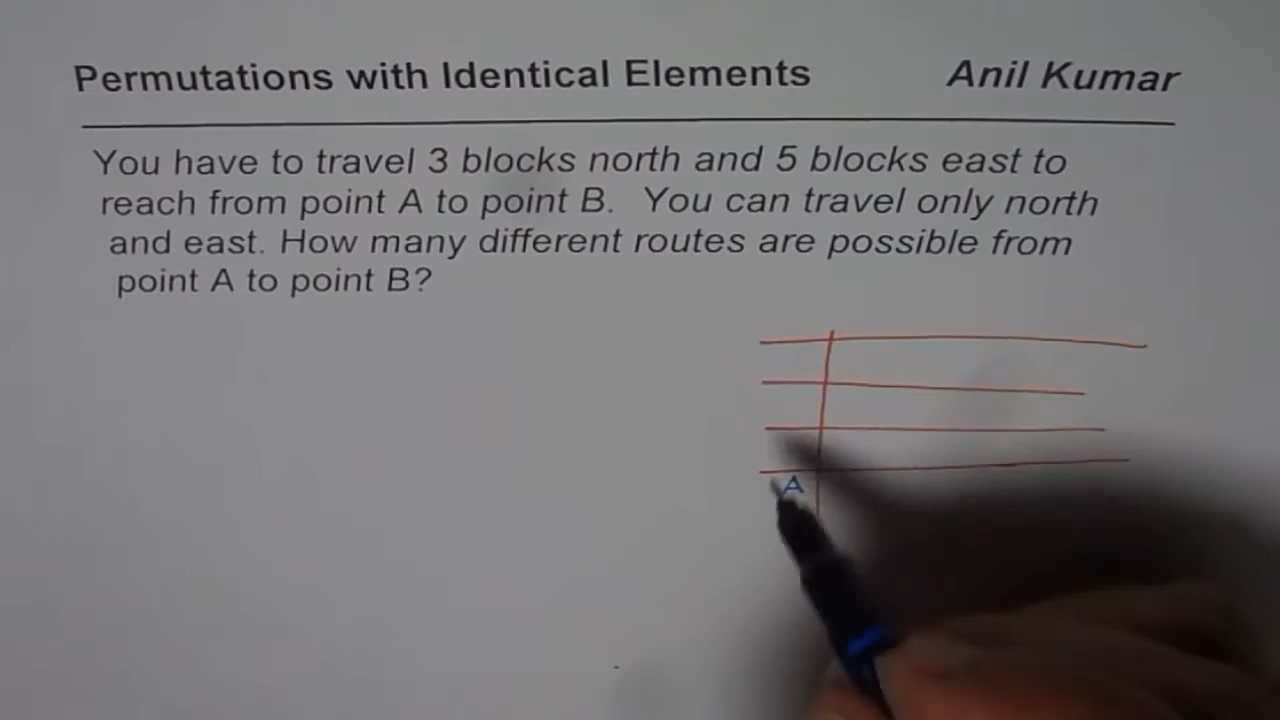 Permutations with Identical Elements Anil Kumar
You have to travel 3 blocks north and 5 blocks east to
reach from point A to point B. You can travel only north
and east. How many different routes are possible from
point A to point B?
A